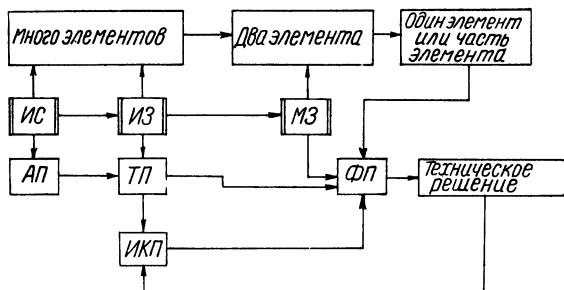 Много элементов
Два элемента
Один элемент
или часть
элемента
ИС
ИЗ
МЗ
АП
ТП
ФП
Техническое
решение
ИКП